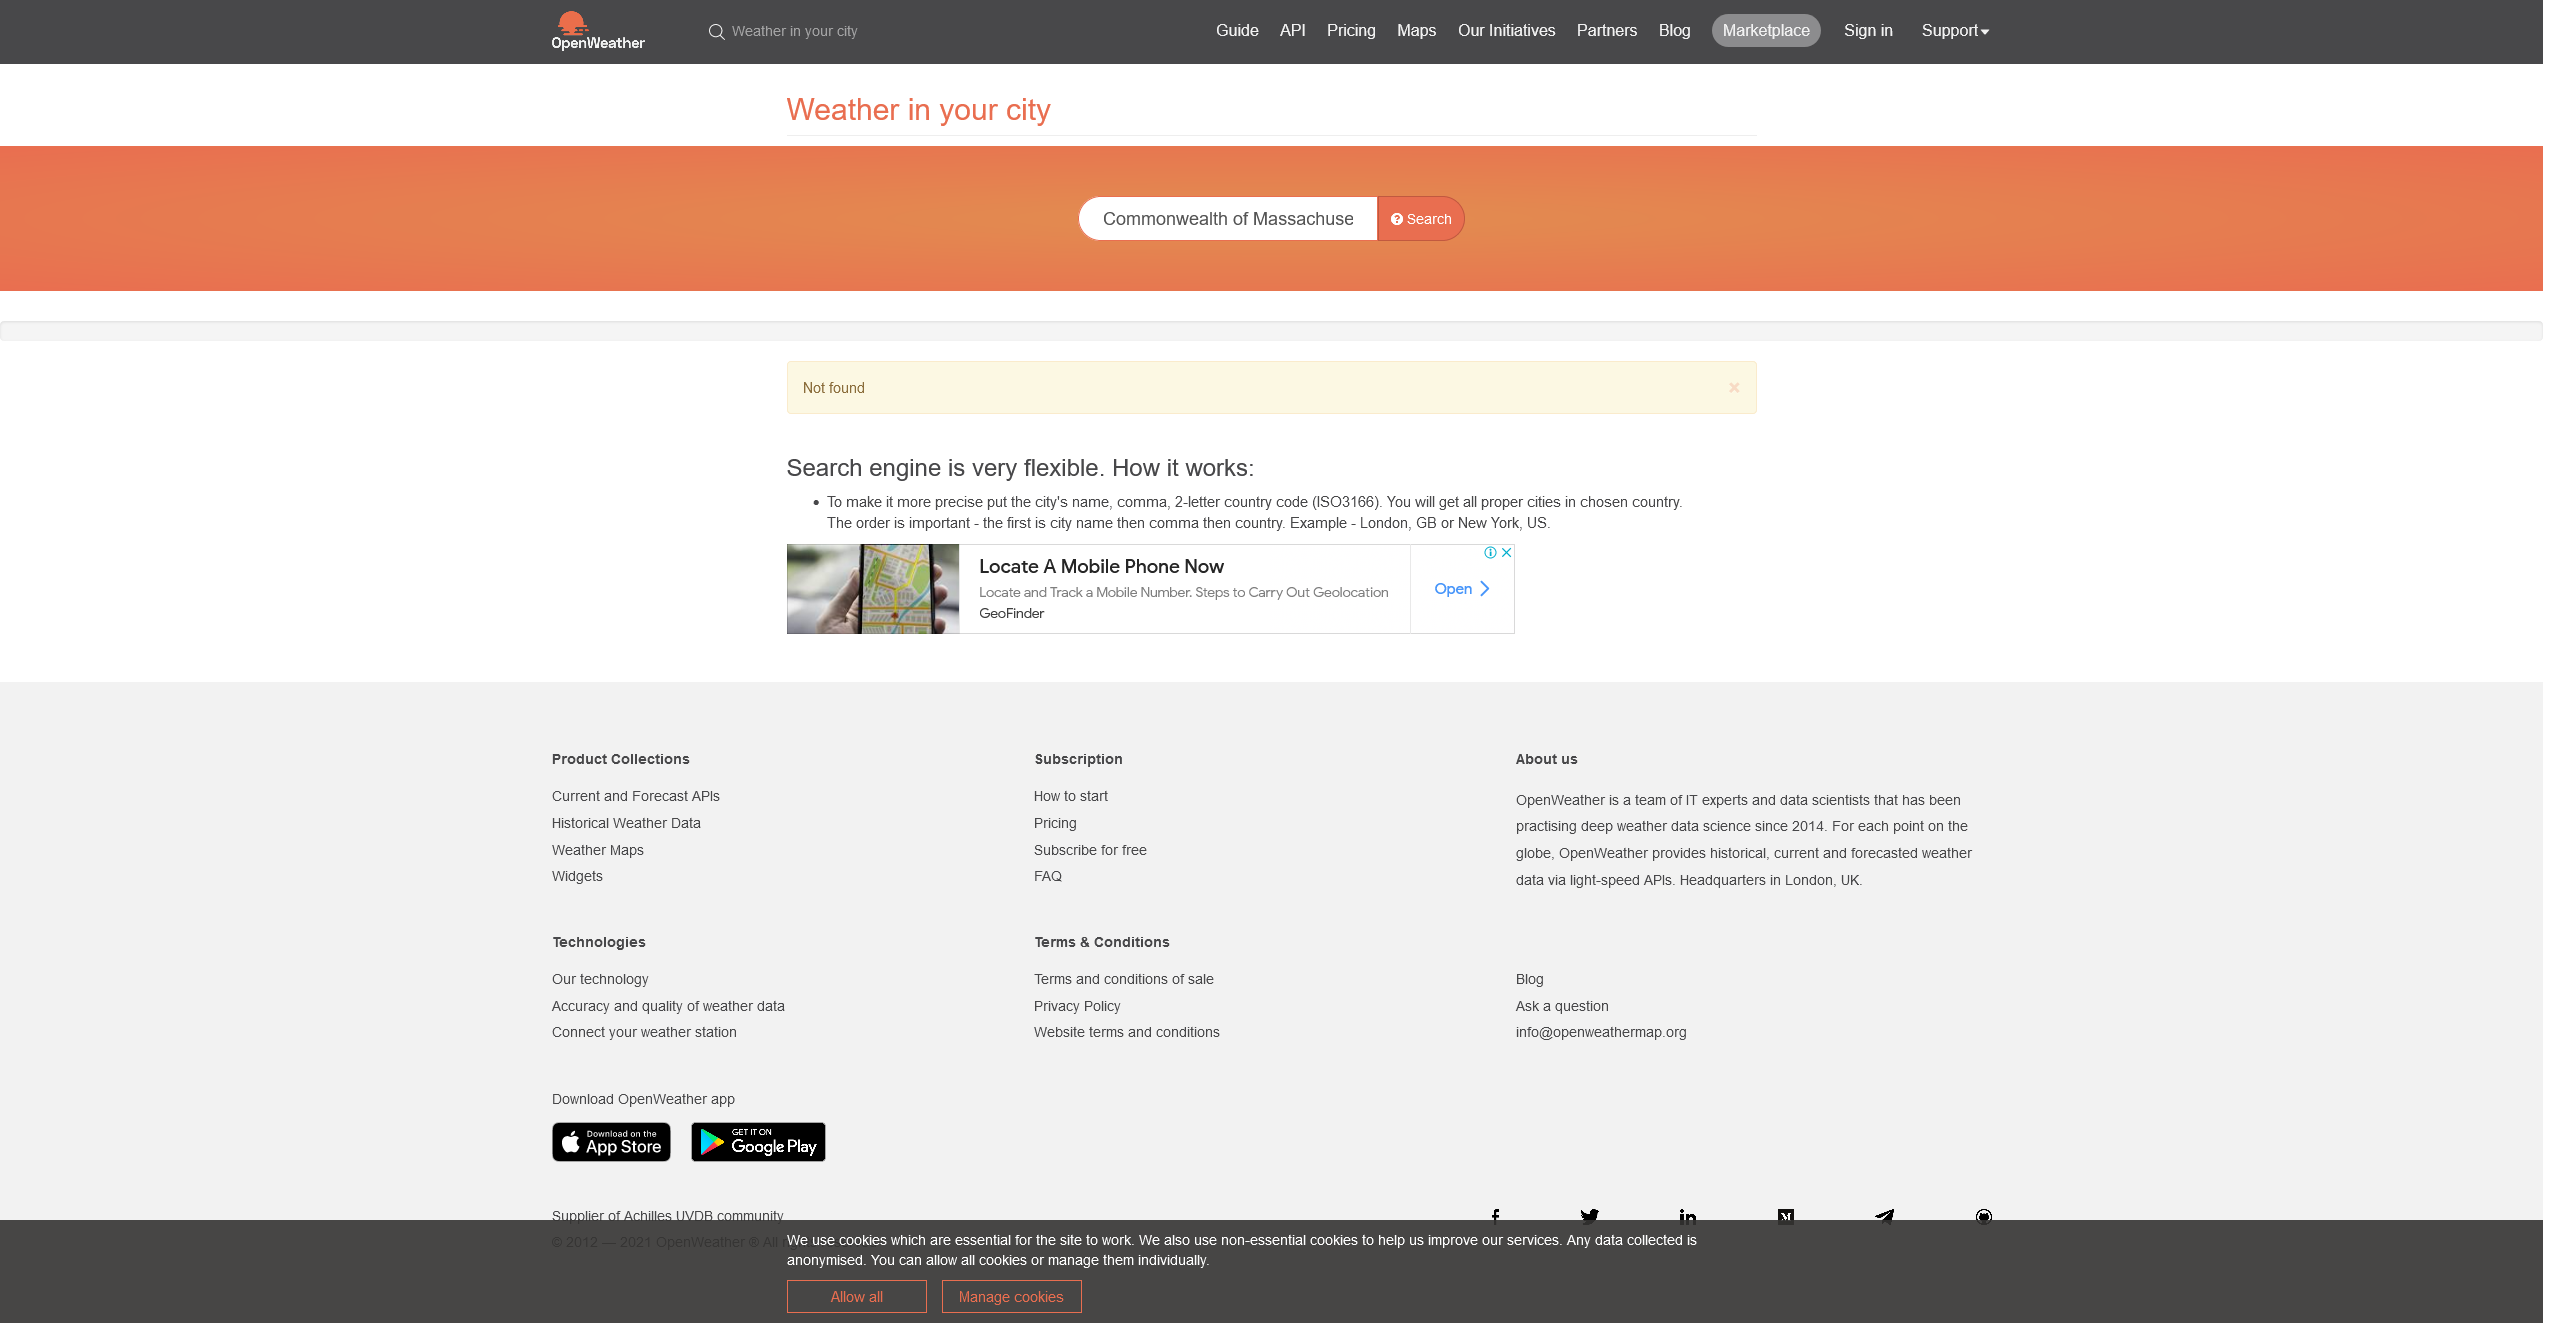 OpenWeather
Weather in your city
Guide API Pricing Maps Our Initiatives Partners Blog Marketplace Sign in Support
Weather in your city
Commonwealth of Massachuse
Search
Not found
Search engine is very flexible. How it works:
To make it more precise put the city's name, comma, 2-letter country code (ISO3166). You will get all proper cities in chosen country.
The order is important - the first is city name then comma then country. Example - London, GB or New York, US.
Locate A Mobile Phone Now
Locate and Track a Mobile Number. Steps to Carry Out Geolocation
GeoFinder
Open
Product Collections
Current and Forecast APIs
Historical Weather Data
Weather Maps
Widgets
Subscription
How to start
Pricing
Subscribe for free
FAQ
About us
OpenWeather is a team of IT experts and data scientists that has been
practising deep weather data science since 2014. For each point on the
globe, OpenWeather provides historical, current and forecasted weather
data via light-speed APIs. Headquarters in London, UK.
Technologies
Our technology
Accuracy and quality of weather data
Connect your weather station
Terms & Conditions
Terms and conditions of sale
Privacy Policy
Website terms and conditions
Blog
Ask a question
info@openweathermap.org
Download OpenWeather app
Download on the
App Store
GET IT ON
Google Play
Supplier of Achilles UVDB community
© 2012 — 2021 OpenWeather ® All
We use cookies which are essential for the site to work. We also use non-essential cookies to help us improve our services. Any data collected is
anonymised. You can allow all cookies or manage them individually.
Allow all
Manage cookies